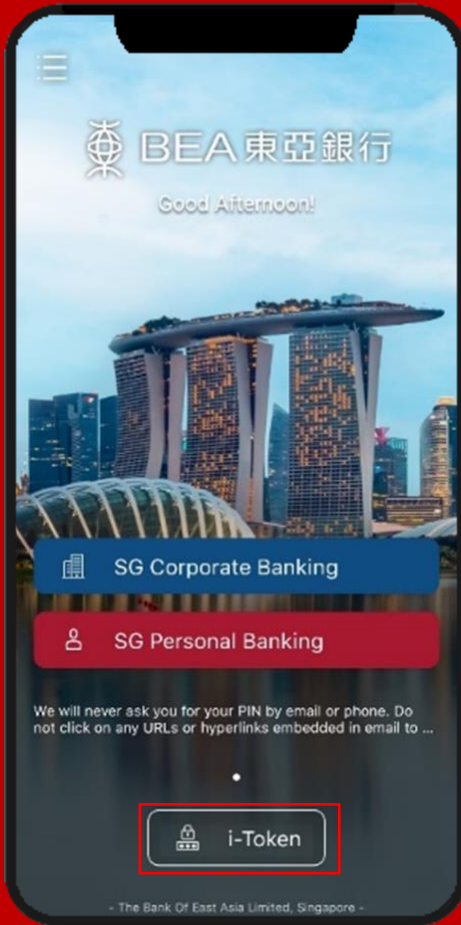 BEA東亞銀行
Good Afternoon!
SG Corporate Banking
SG Personal Banking
We will never ask you for your PIN by email or phone. Do
not click on any URLs or hyperlinks embedded in email to ...
i-Token
- The Bank Of East Asia Limited, Singapore -